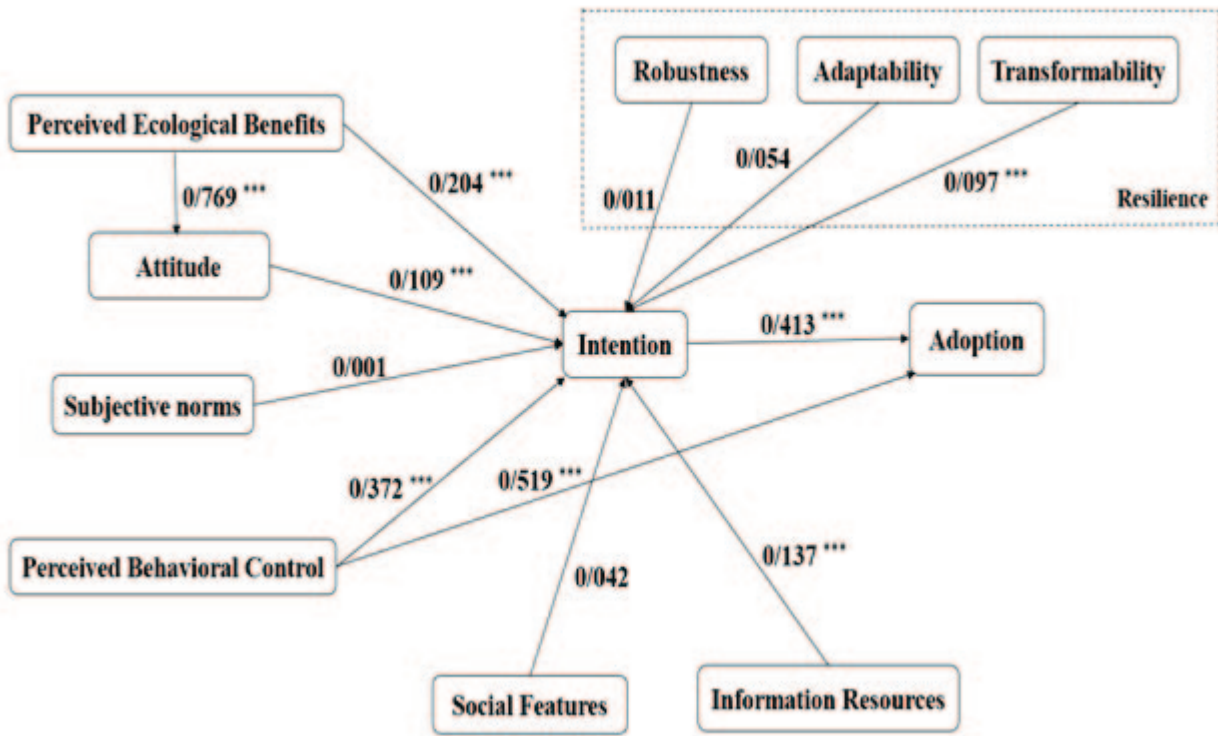 Robustness
Adaptability
Transformability
Perceived Ecological Benefits
0/054
0/769 ***
0/204 ***
0/097 ***
0/011
Resilience
Attitude
0/109 ***
0/413 ***
Intention
Adoption
0/001
Subjective norms
0/372 ***
0/519 ***
Perceived Behavioral Control
0/042
0/137 ***
Social Features
Information Resources